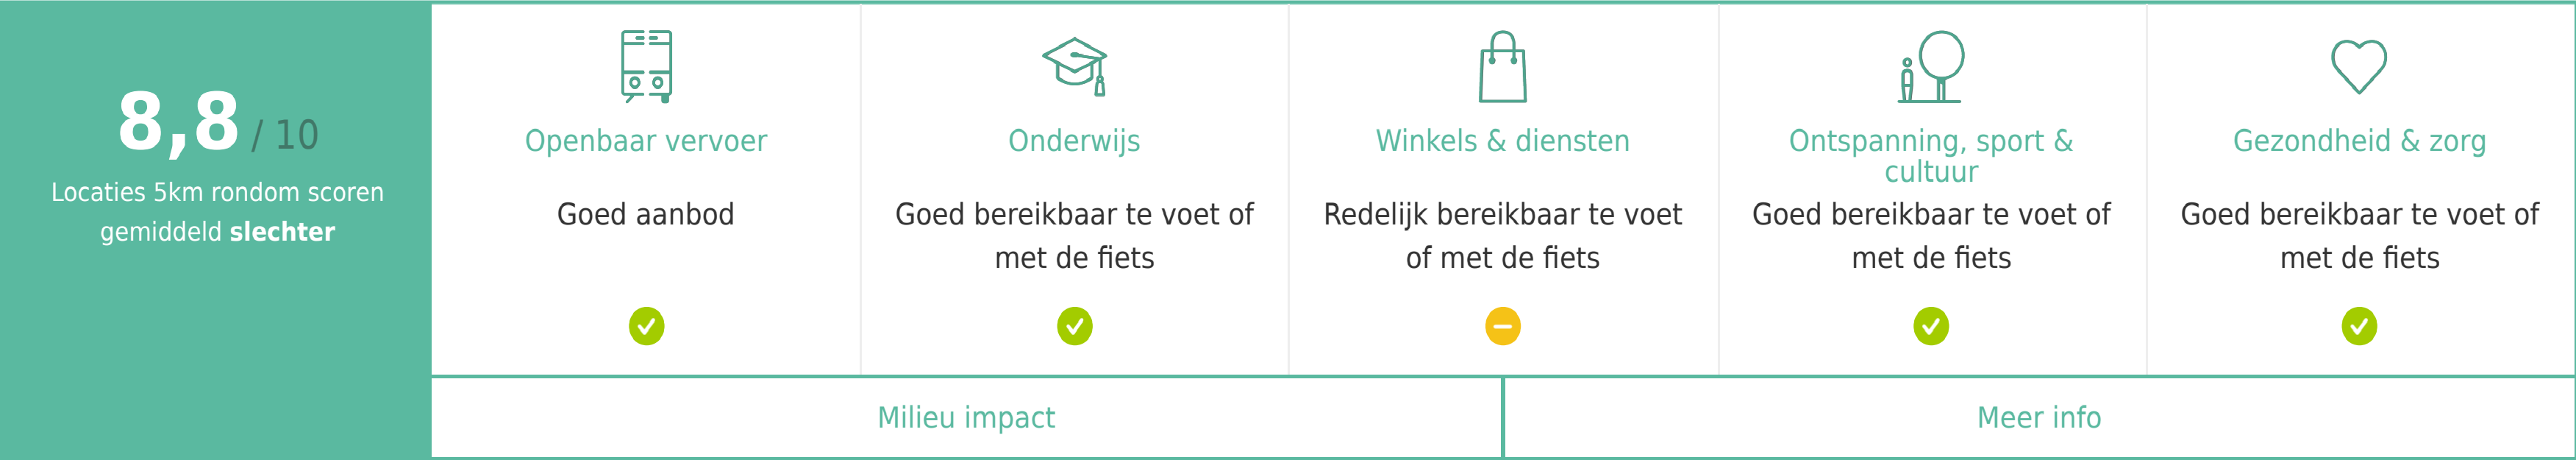 8,8 / 10
Locaties 5km rondom scoren
gemiddeld slechter
Openbaar vervoer
Goed aanbod
Onderwijs
Goed bereikbaar te voet of
met de fiets
Winkels & diensten
Redelijk bereikbaar te voet
of met de fiets
Ontspanning, sport &
cultuur
Goed bereikbaar te voet of
met de fiets
Gezondheid & zorg
Goed bereikbaar te voet of
met de fiets
Milieu impact
Meer info